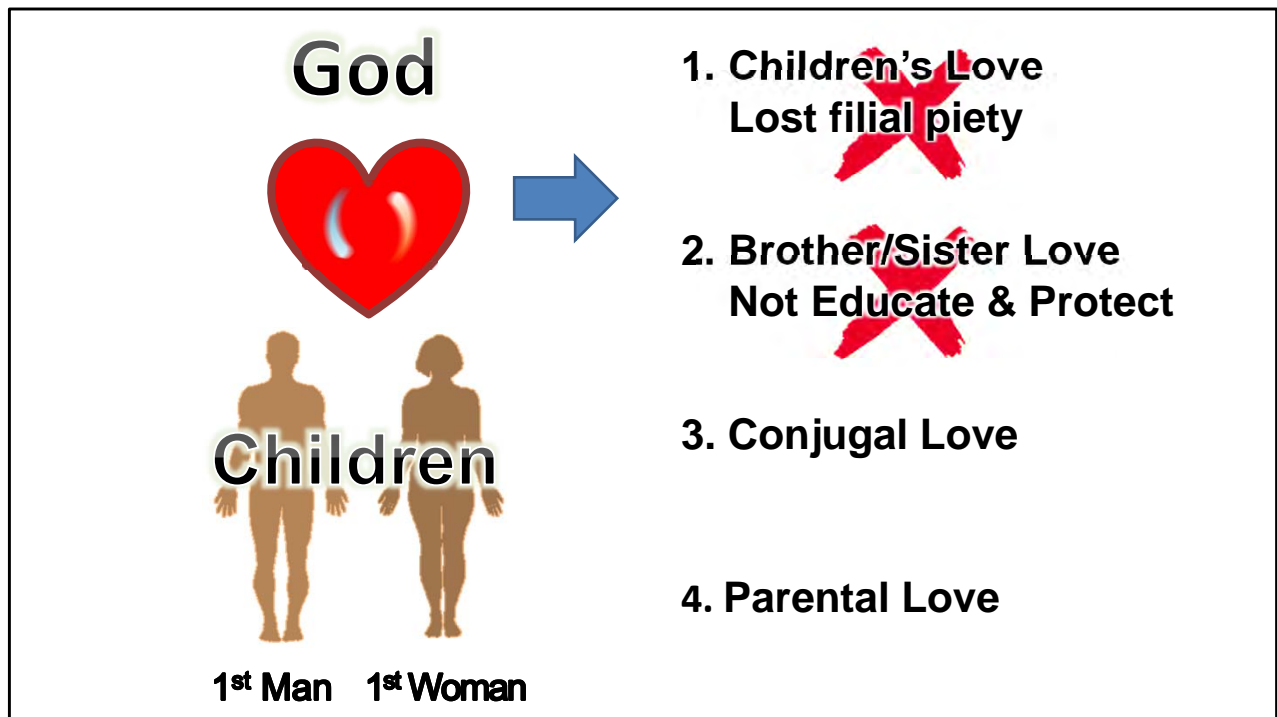 God
Children
1st Man 1st Woman
1. Children’s Love
Lost filial piety
2. Brother/Sister Love
Not Educate & Protect
3. Conjugal Love
4. Parental Love